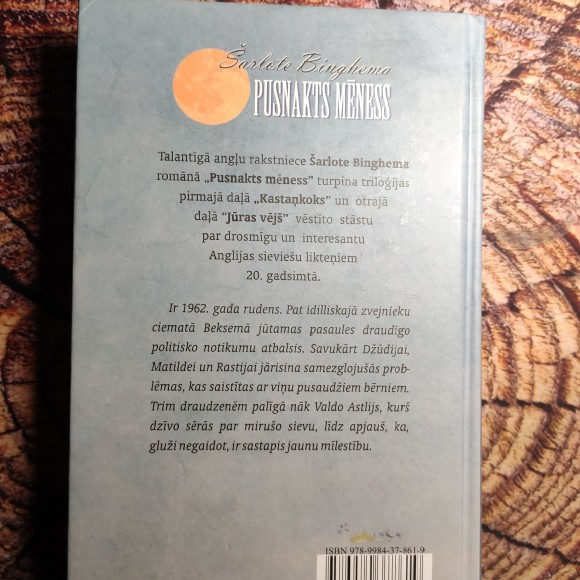 Šarlote Binghema
PUSNAKTS MĒNESS
Talantīgā angļu rakstniece Šarlote Binghema
romānā „Pusnakts mēness” turpina triloģijas
pirmajā daļā „Kastaņkoks” un otrajā
daļā “Jūras vējš” vēstīto stāstu
par drosmīgu un interesantu
Anglijas sieviešu likteņiem
20. gadsimtā.
Ir 1962. gada rudens. Pat idilliskajā zvejnieku
ciematā Beksemā jūtamas pasaules draudīgo
politisko notikumu atbalsis. Savukārt Džūdijai,
Matildei un Rastijai jārisina samezglojušās prob-
lēmas, kas saistītas ar viņu pusaudžiem bērniem.
Trim draudzenēm palīgā nāk Valdo Astlijs, kurš
dzīvo sērās par mirušo sievu, līdz apjauš, ka,
gluži negaidot, ir sastapis jaunu mīlestību.
ISBN 978-9984-37-861-9